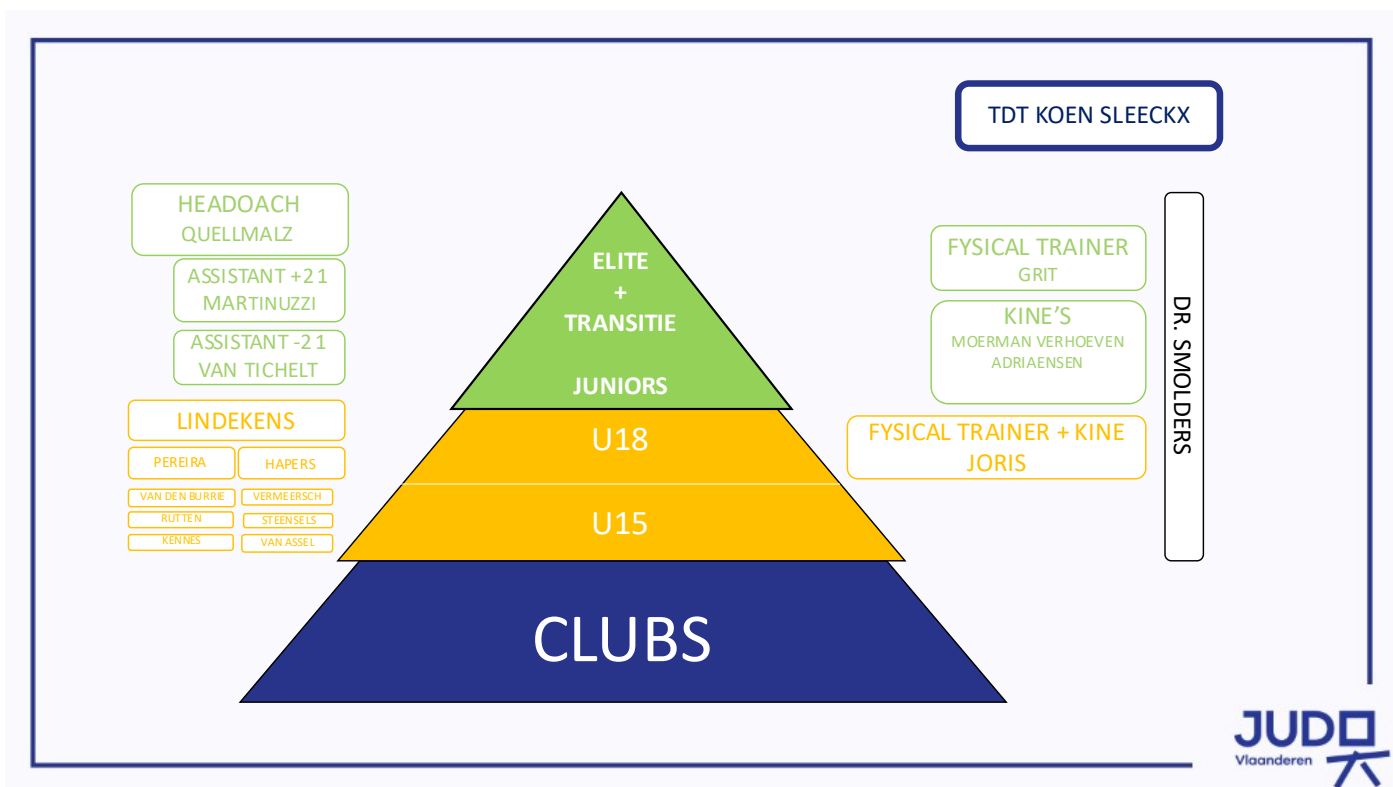 TDT KOEN SLEECKX
HEADOACH
QUELLMALZ
ASSISTANT +21
MARTINUZZI
ASSISTANT -21
VAN TICHELT
LINDEKENS
PEREIRA
HAPERS
VAN DEN BURRIE
VERMEERSCH
RUTTEN
STEENSELS
KENNES
VAN ASSEL
ELITE
+
TRANSITIE
JUNIORS
U18
U15
CLUBS
FYSICAL TRAINER
GRIT
KINE’S
MOERMAN VERHOEVEN
ADRIAENSEN
FYSICAL TRAINER + KINE
JORIS
DR. SMOLDERS
JUDO
Vlaanderen